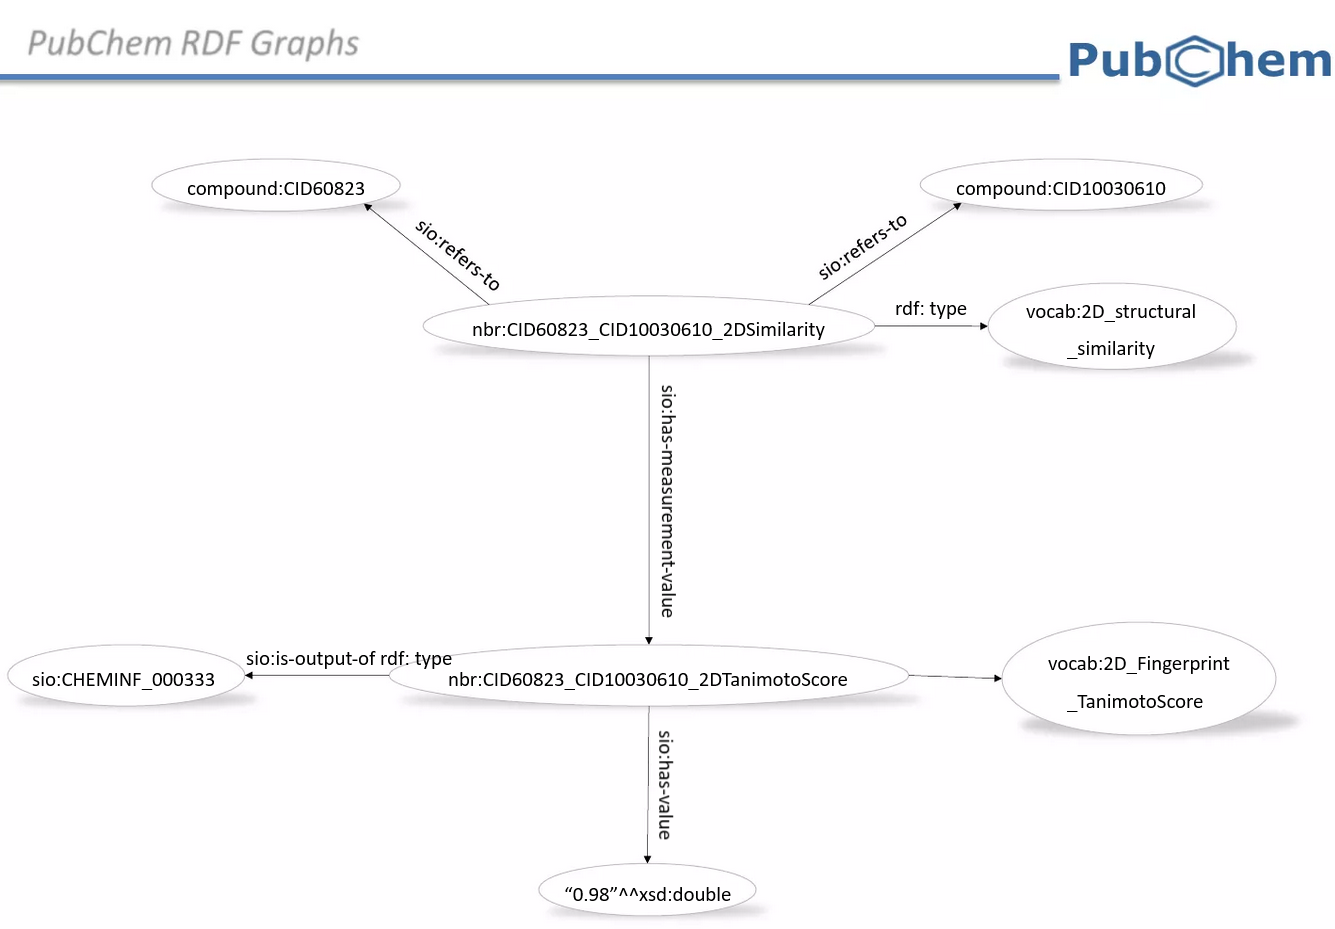 PubChem RDF Graphs
PubChem
compound:CID60823
compound:CID10030610
sio:refers-to
sio:refers-to
rdf: type
vocab:2D_structural
_similarity
nbr:CID60823_CID10030610_2DSimilarity
sio:has-measurement-value
sio:is-output-of rdf: type
sio:CHEMINF_000333
nbr:CID60823_CID10030610_2DTanimotoScore
vocab:2D_Fingerprint
_TanimotoScore
sio:has-value
“0.98”^^xsd:double